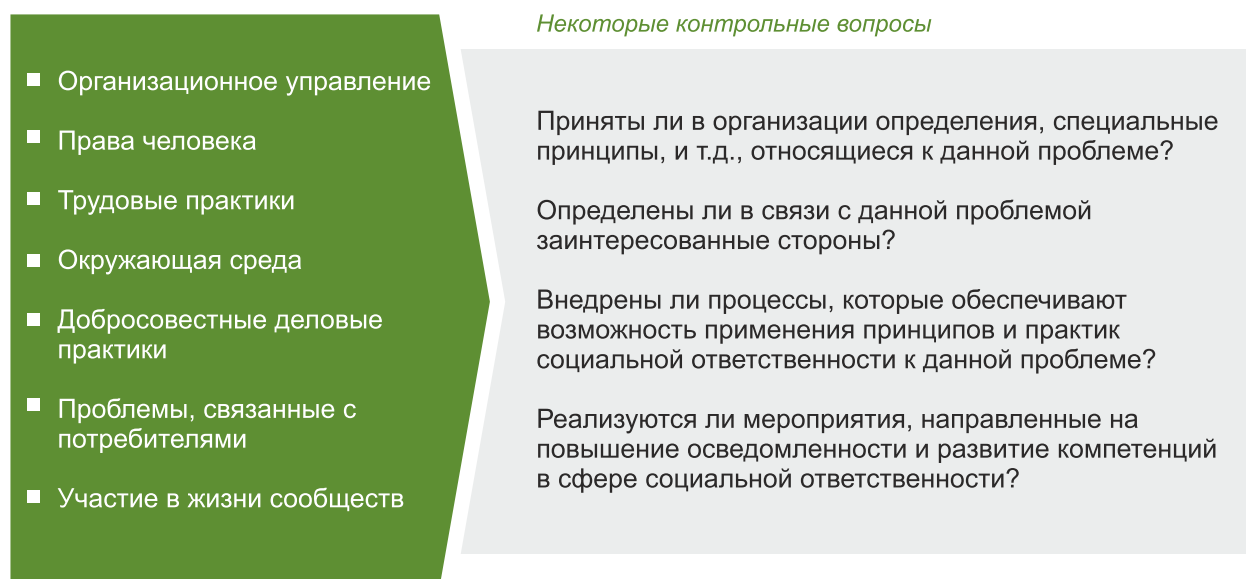 Некоторые контрольные вопросы
Организационное управление
Права человека
Трудовые практики
Окружающая среда
Добросовестные деловые
практики
Проблемы, связанные с
потребителями
Участие в жизни сообществ
Приняты ли в организации определения, специальные
принципы, и т.д., относящиеся к данной проблеме?
Определены ли в связи с данной проблемой
заинтересованные стороны?
Внедрены ли процессы, которые обеспечивают
возможность применения принципов и практик
социальной ответственности к данной проблеме?
Реализуются ли мероприятия, направленные на
повышение осведомленности и развитие компетенций
в сфере социальной ответственности?